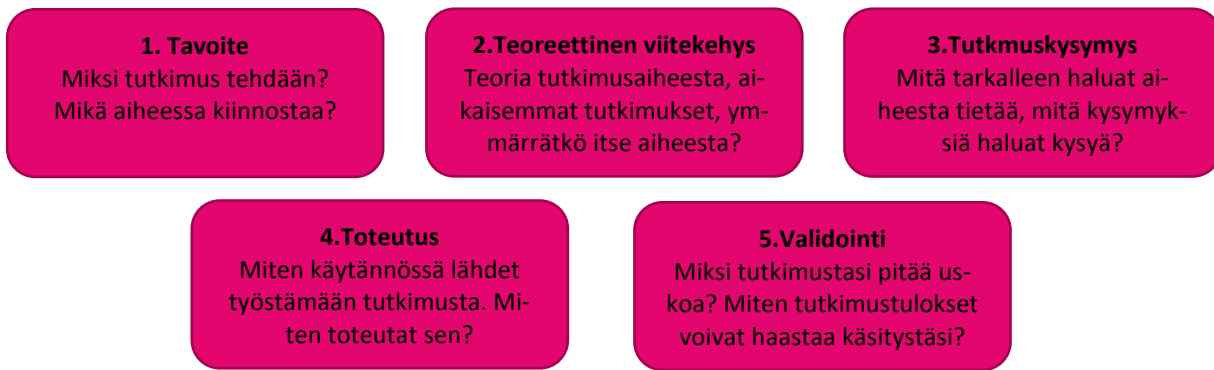 1. Tavoite
Miksi tutkimus tehdään?
Mikä aiheessa kiinnostaa?
2.Teoreettinen viitekehys
Teoria tutkimusaiheesta, ai-
kaisemmat tutkimukset, ym-
märrätkö itse aiheesta?
3.Tutkmuskysymys
Mitä tarkalleen haluat ai-
heesta tietää, mitä kysymyk-
siä haluat kysyä?
4.Toteutus
Miten käytännössä lähdet
työstämään tutkimusta. Mi-
ten toteutat sen?
5.Validointi
Miksi tutkimustasi pitää us-
koa? Miten tutkimustulokset
voivat haastaa käsitystäsi?